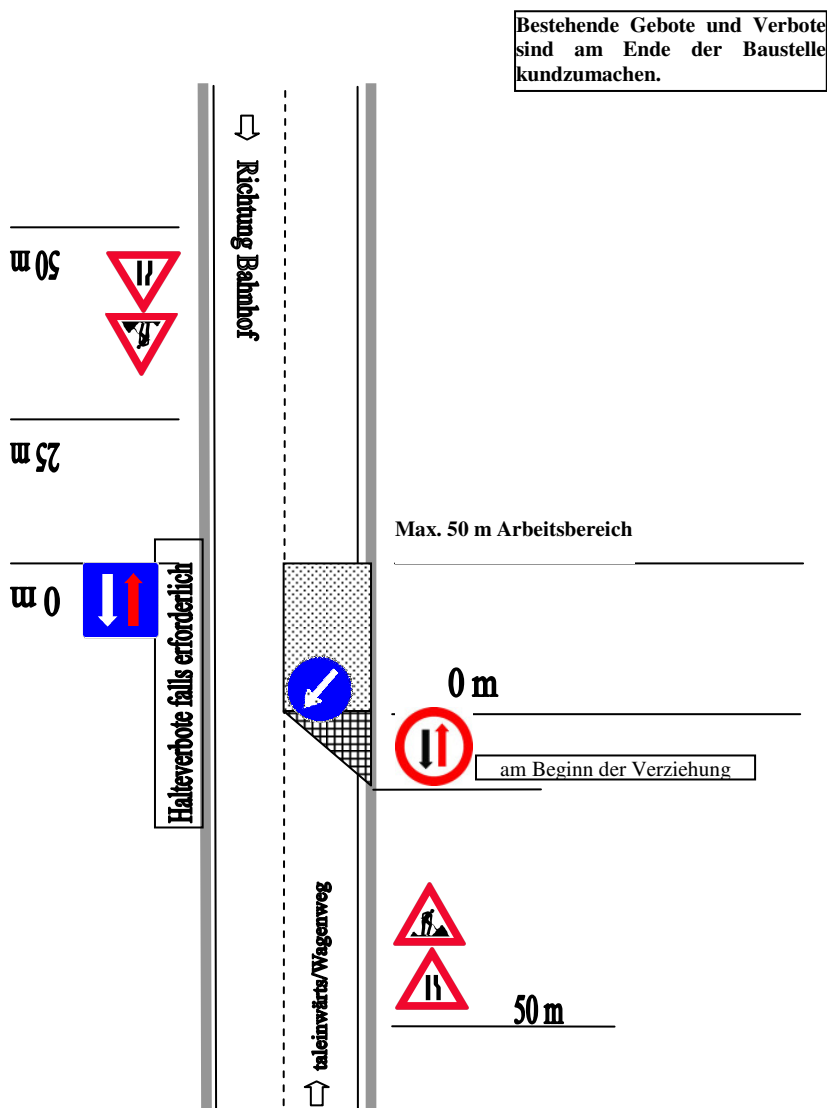 Bestehende Gebote und Verbote
sind am Ende der Baustelle
kundzumachen.
Richtung Bahnhof
50 m
25 m
Max. 50 m Arbeitsbereich
0 m
Halteverbote falls erforderlich
0 m
am Beginn der Verziehung
taleinwärts/Wagenweg
50 m